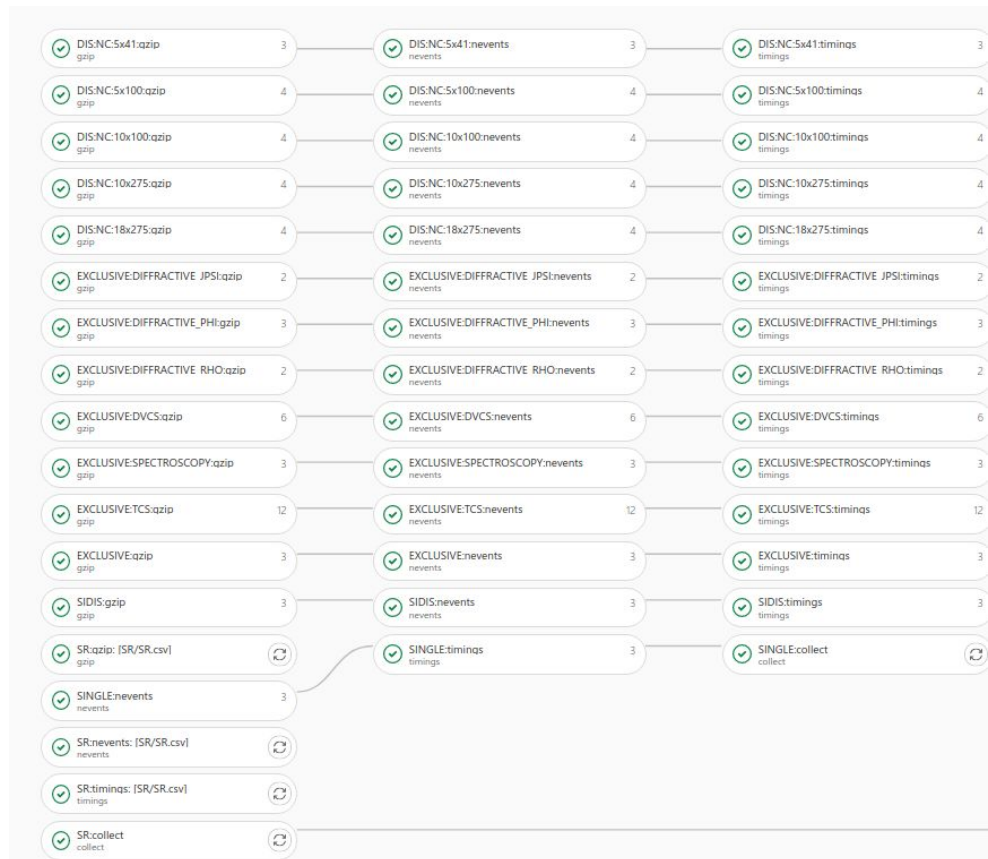 DIS:NC:5x41:gzip 3
gzip
DIS:NC:5x41:nevents 3
nevents
DIS:NC:5x41:timings 3
timings
DIS:NC:5x100:gzip 4
gzip
DIS:NC:5x100:nevents 4
nevents
DIS:NC:5x100:timings 4
timings
DIS:NC:10x100:gzip 4
gzip
DIS:NC:10x100:nevents 4
nevents
DIS:NC:10x100:timings 4
timings
DIS:NC:10x275:gzip 4
gzip
DIS:NC:10x275:nevents 4
nevents
DIS:NC:10x275:timings 4
timings
DIS:NC:18x275:gzip 4
gzip
DIS:NC:18x275:nevents 4
nevents
DIS:NC:18x275:timings 4
timings
EXCLUSIVE:DIFFRACTIVE_JPSI:gzip 2
gzip
EXCLUSIVE:DIFFRACTIVE_JPSI:nevents 2
nevents
EXCLUSIVE:DIFFRACTIVE_JPSI:timings 2
timings
EXCLUSIVE:DIFFRACTIVE_PHI:gzip 3
gzip
EXCLUSIVE:DIFFRACTIVE_PHI:nevents 3
nevents
EXCLUSIVE:DIFFRACTIVE_PHI:timings 3
timings
EXCLUSIVE:DIFFRACTIVE_RHO:gzip 2
gzip
EXCLUSIVE:DIFFRACTIVE_RHO:nevents 2
nevents
EXCLUSIVE:DIFFRACTIVE_RHO:timings 2
timings
EXCLUSIVE:DVCS:gzip 6
gzip
EXCLUSIVE:DVCS:nevents 6
nevents
EXCLUSIVE:DVCS:timings 6
timings
EXCLUSIVE:SPECTROSCOPY:gzip 3
gzip
EXCLUSIVE:SPECTROSCOPY:nevents 3
nevents
EXCLUSIVE:SPECTROSCOPY:timings 3
timings
EXCLUSIVE:TCS:gzip 12
gzip
EXCLUSIVE:TCS:nevents 12
nevents
EXCLUSIVE:TCS:timings 12
timings
EXCLUSIVE:gzip 3
gzip
EXCLUSIVE:nevents 3
nevents
EXCLUSIVE:timings 3
timings
SIDIS:gzip 3
gzip
SIDIS:nevents 3
nevents
SIDIS:timings 3
timings
SR:gzip: [SR/SR.csv]
gzip
SINGLE:timings 3
timings
SINGLE:collect
collect
SINGLE:nevents 3
nevents
SR:nevents: [SR/SR.csv]
nevents
SR:timings: [SR/SR.csv]
timings
SR:collect
collect